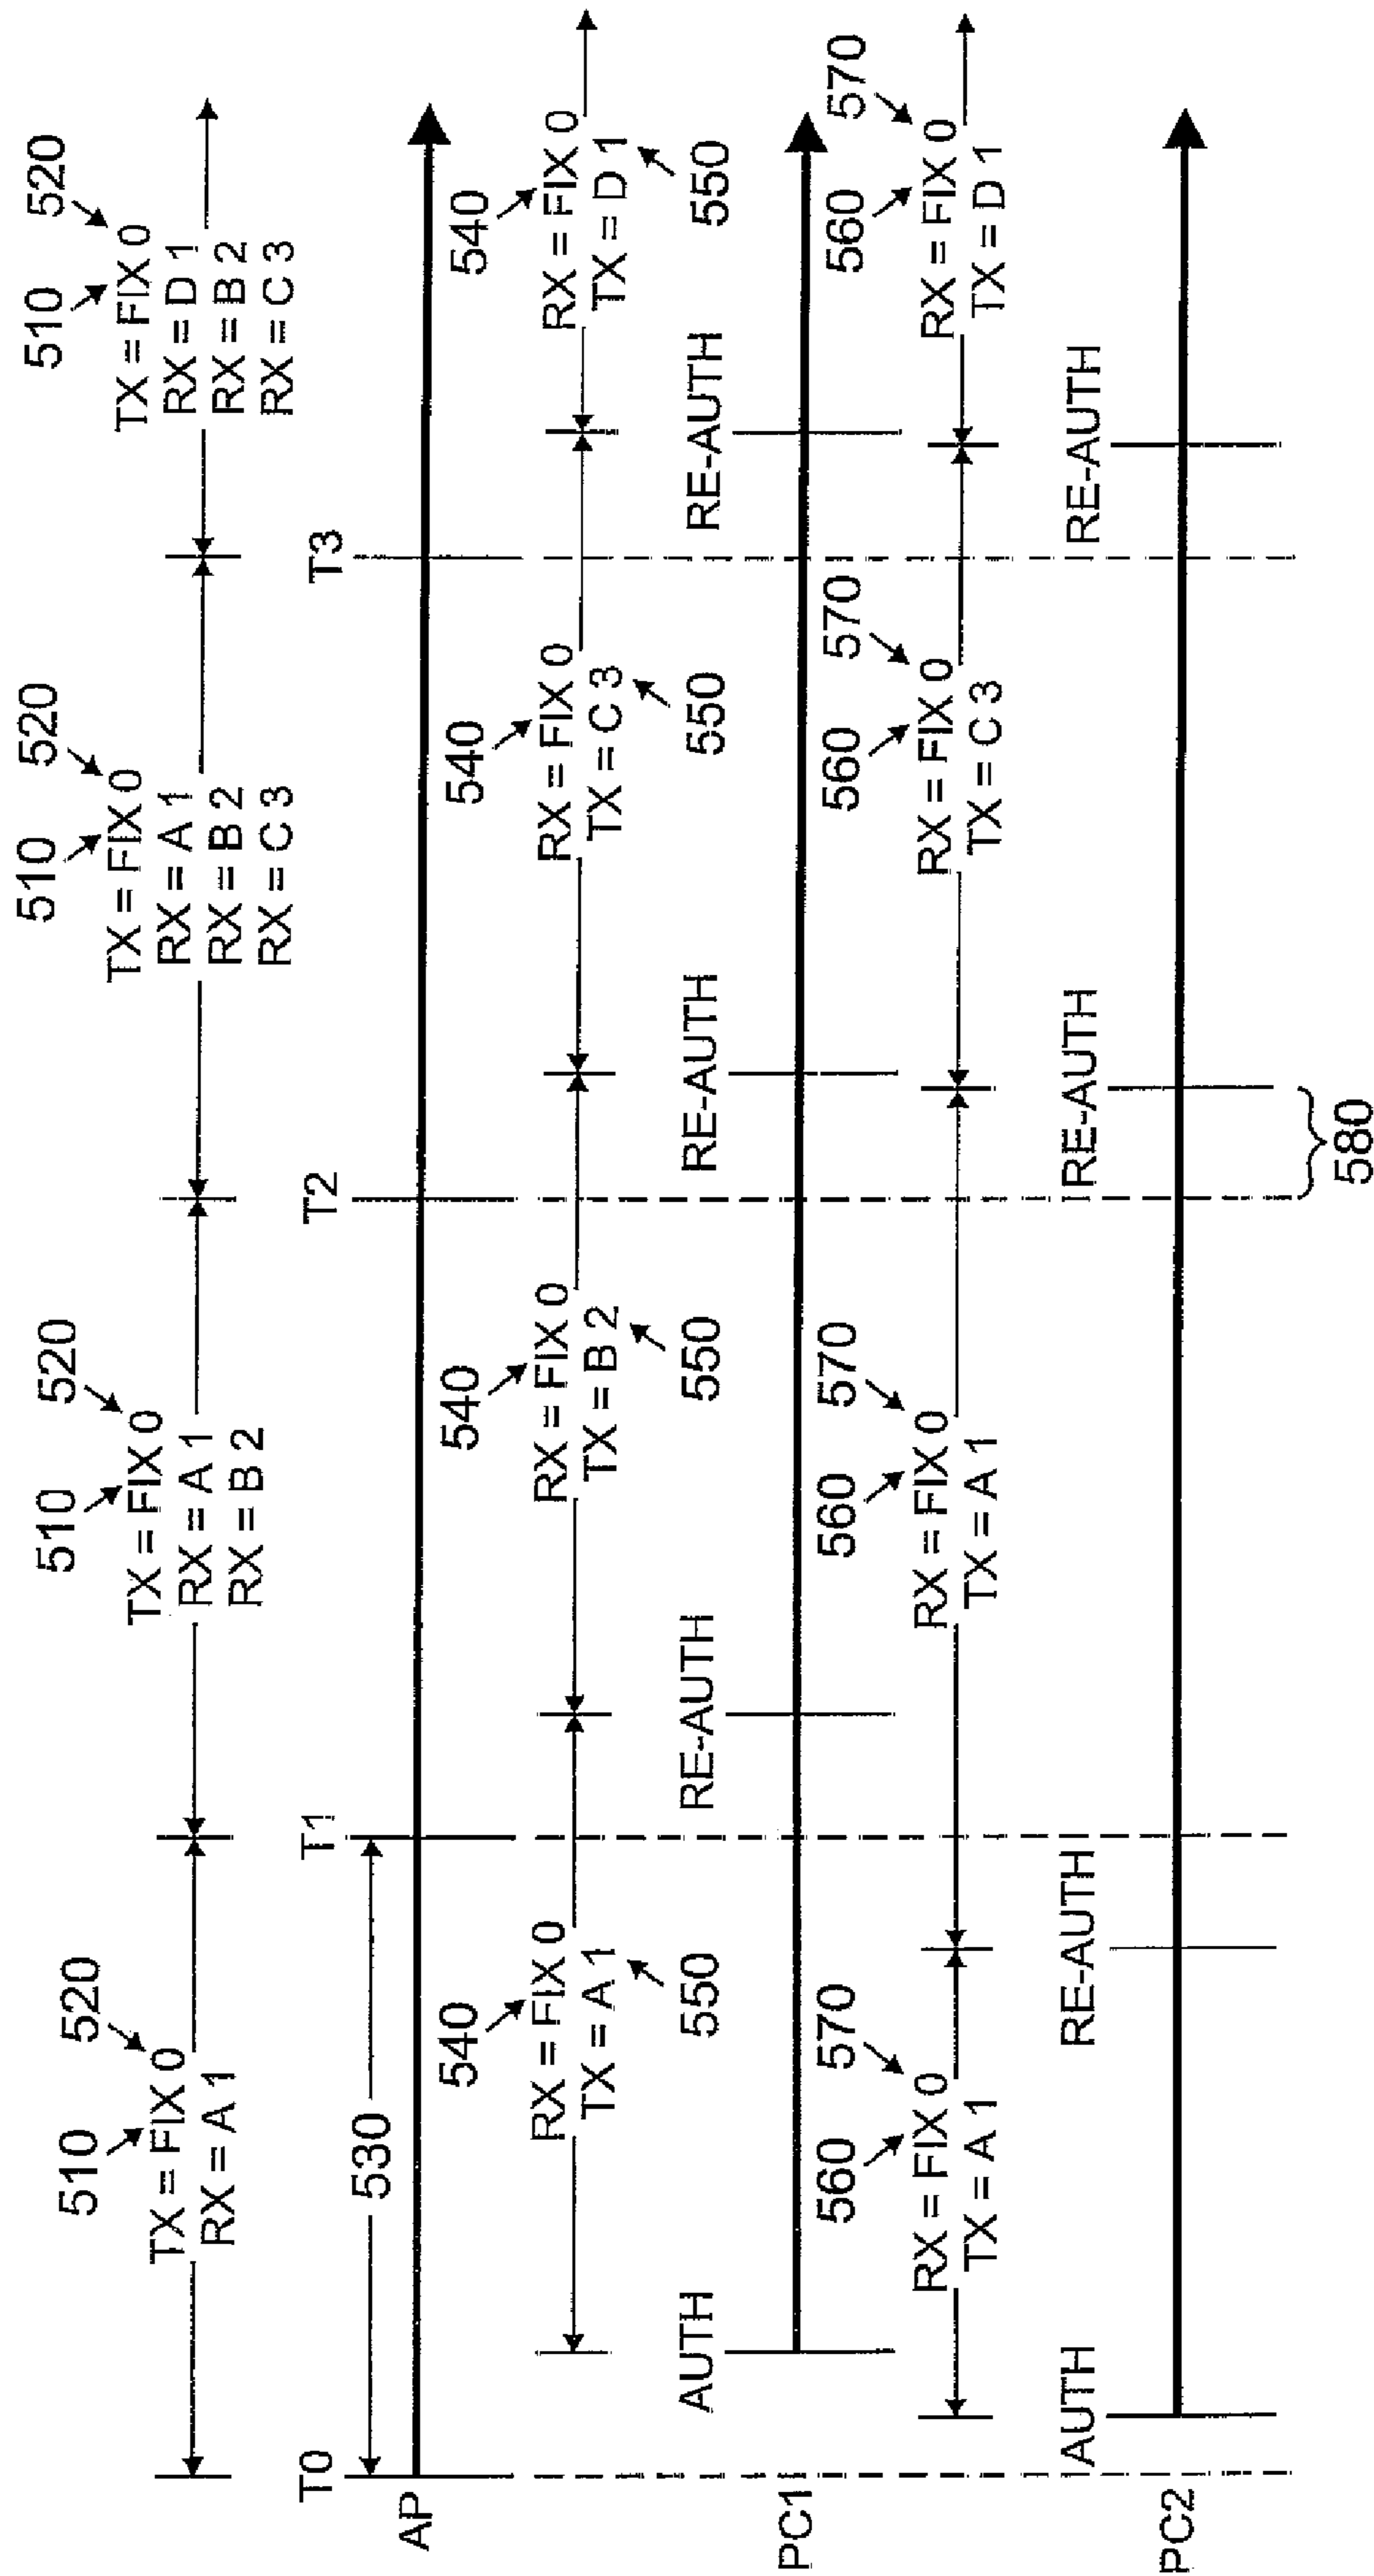 510 520
TX = FIX 0
RX = A 1
510 520
TX = FIX 0
RX = A 1
RX = B 2
510 520
TX = FIX 0
RX = A 1
RX = B 2
RX = C 3
510 520
TX = FIX 0
RX = D 1
RX = B 2
RX = C 3
T0 T1 T2 T3
530
AP
540
RX = FIX 0
TX = A 1
550
540
RX = FIX 0
TX = B 2
550
540
RX = FIX 0
TX = C 3
550
540
RX = FIX 0
TX = D 1
550
AUTH RE-AUTH RE-AUTH RE-AUTH
PC1
560 570
RX = FIX 0
TX = A 1
560 570
RX = FIX 0
TX = A 1
560 570
RX = FIX 0
TX = C 3
560 570
RX = FIX 0
TX = D 1
AUTH RE-AUTH RE-AUTH RE-AUTH
PC2
580